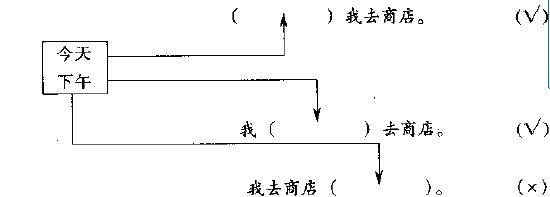 ( ) 我去商店。 (√)
今天
下午
我 ( ) 去商店。 (√)
我去商店 ( )。 (×)